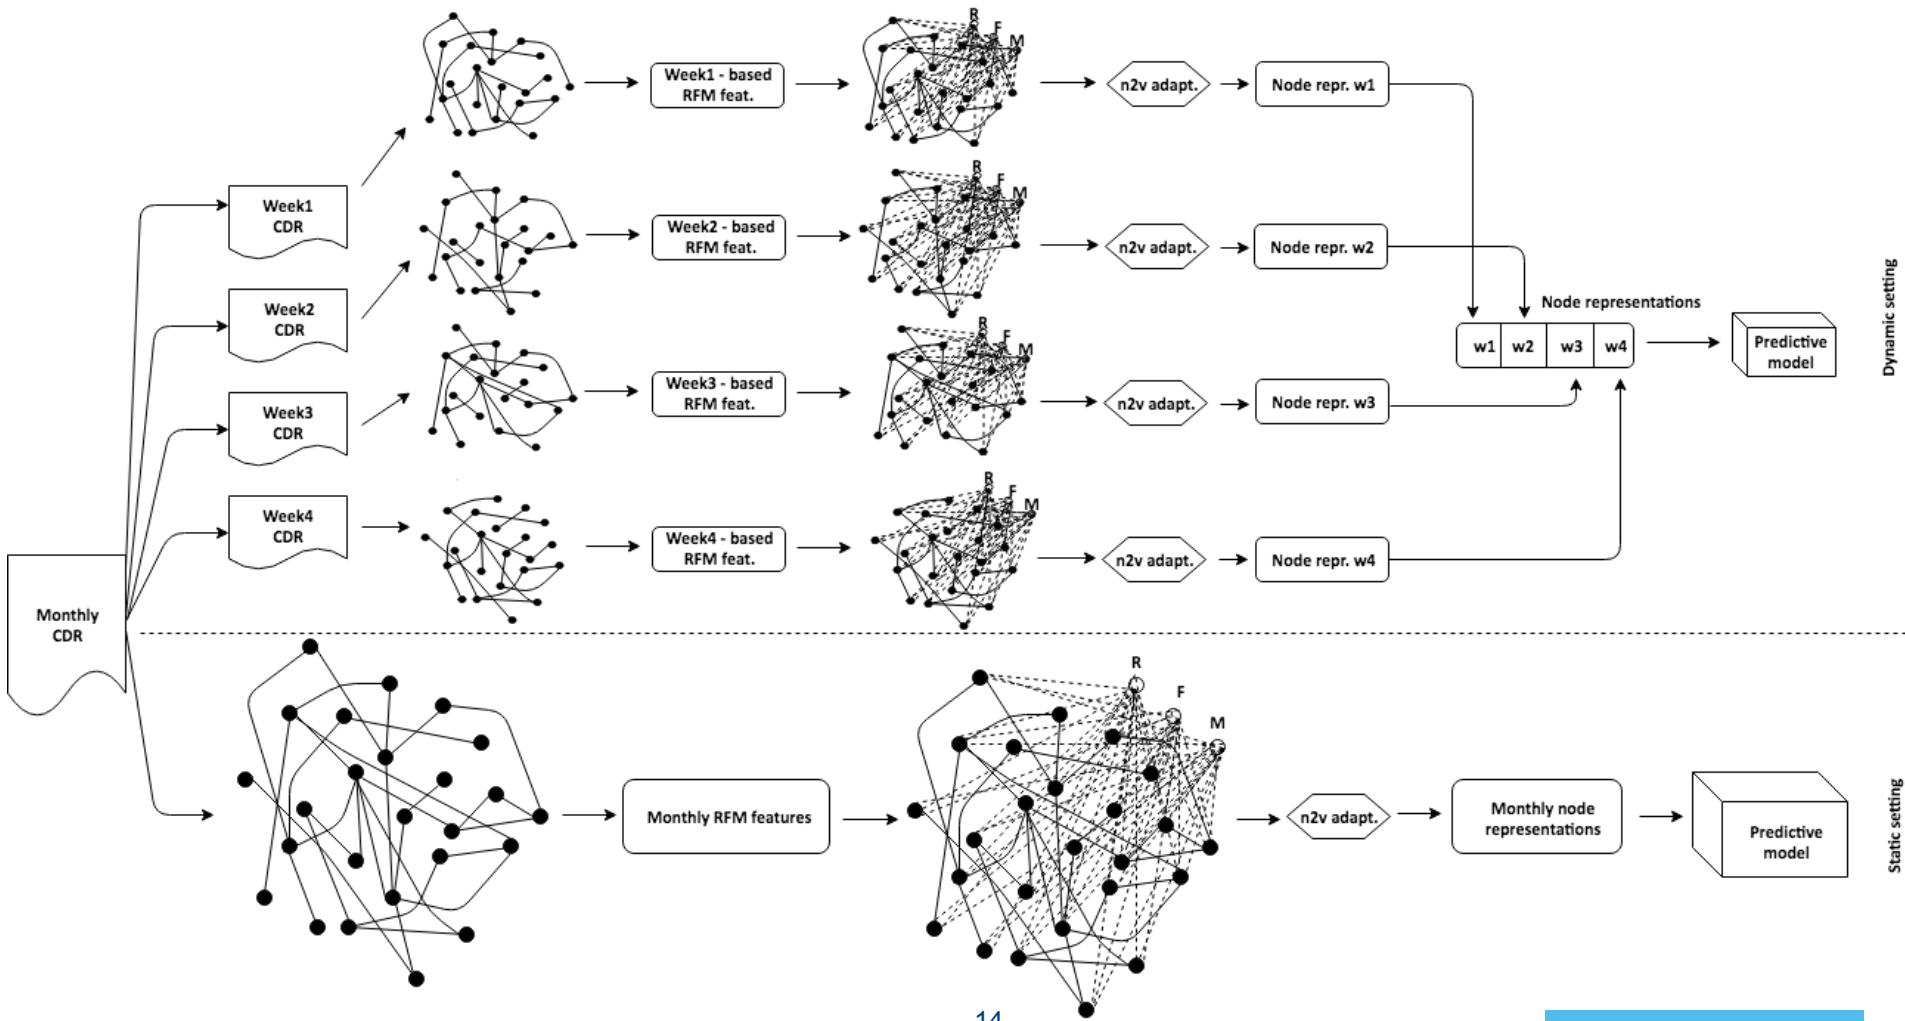 R
F
M
Week1 - based
RFM feat.
n2v adapt.
Node repr. w1
Week1
CDR
R
F
M
Week2 - based
RFM feat.
n2v adapt.
Node repr. w2
Week2
CDR
Node representations
w1 w2 w3 w4
Predictive
model
Dynamic setting
R
F
M
Week3 - based
RFM feat.
n2v adapt.
Node repr. w3
Week3
CDR
R
F
M
Week4
CDR
Week4 - based
RFM feat.
n2v adapt.
Node repr. w4
Monthly
CDR
R
F
M
Monthly RFM features
n2v adapt.
Monthly node
representations
Predictive
model
Static setting
14